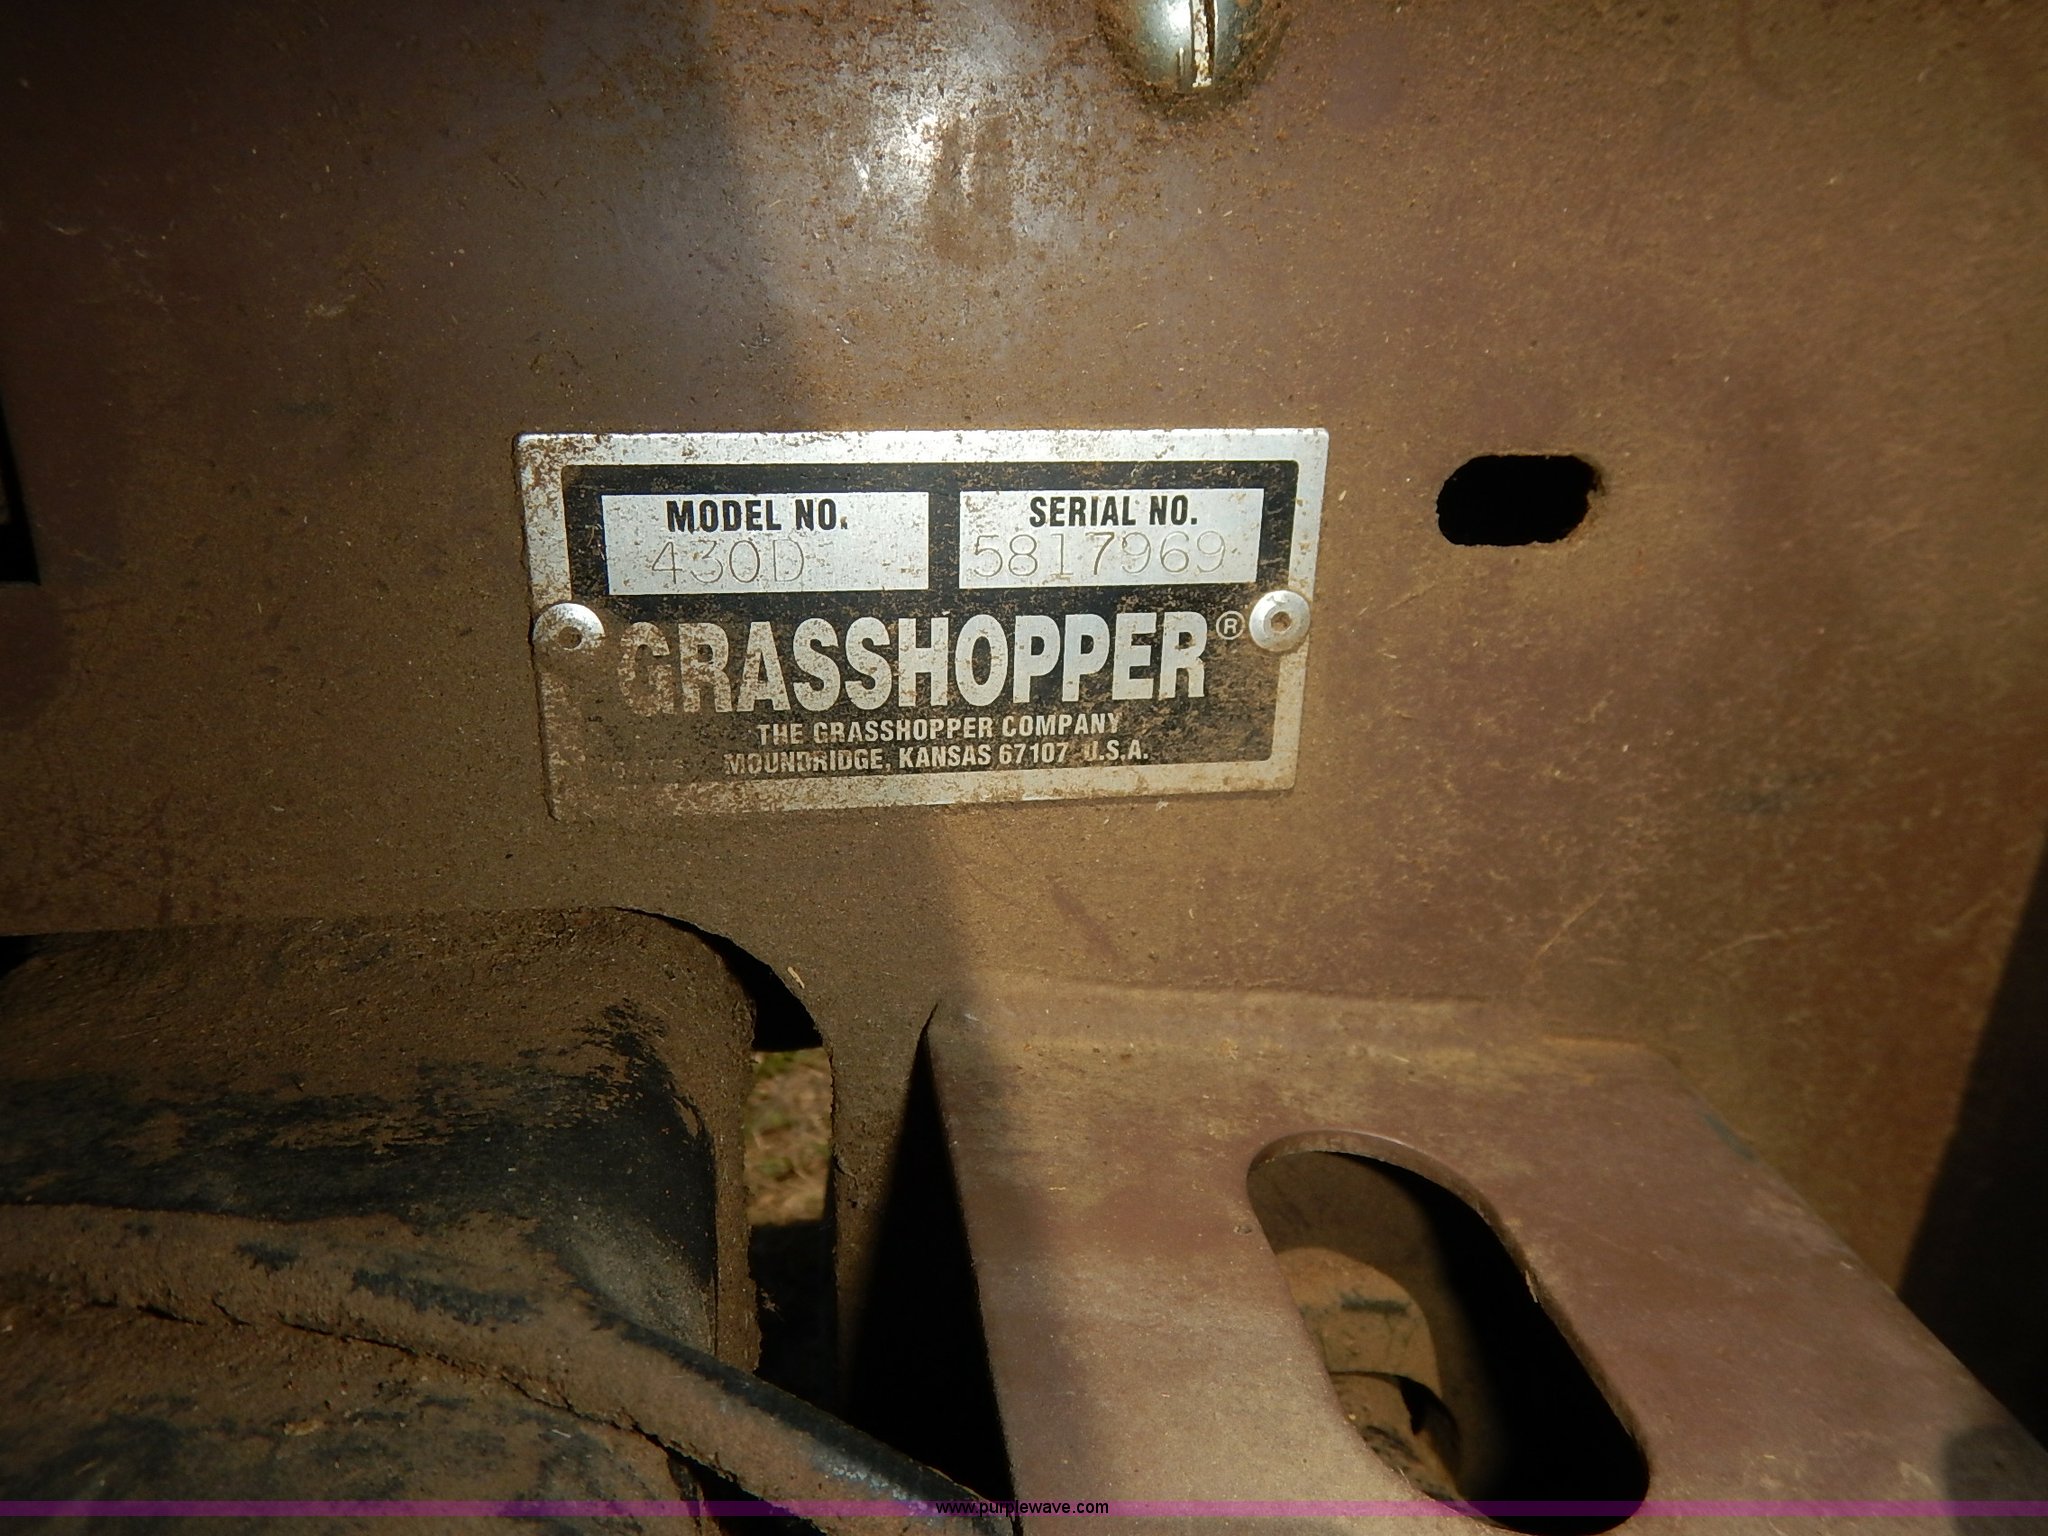 MODEL NO. SERIAL NO.
430D 5817969
GRASSHOPPER®
THE GRASSHOPPER COMPANY
MOUNDRIDGE, KANSAS 67107 U.S.A.
www.purplewave.com